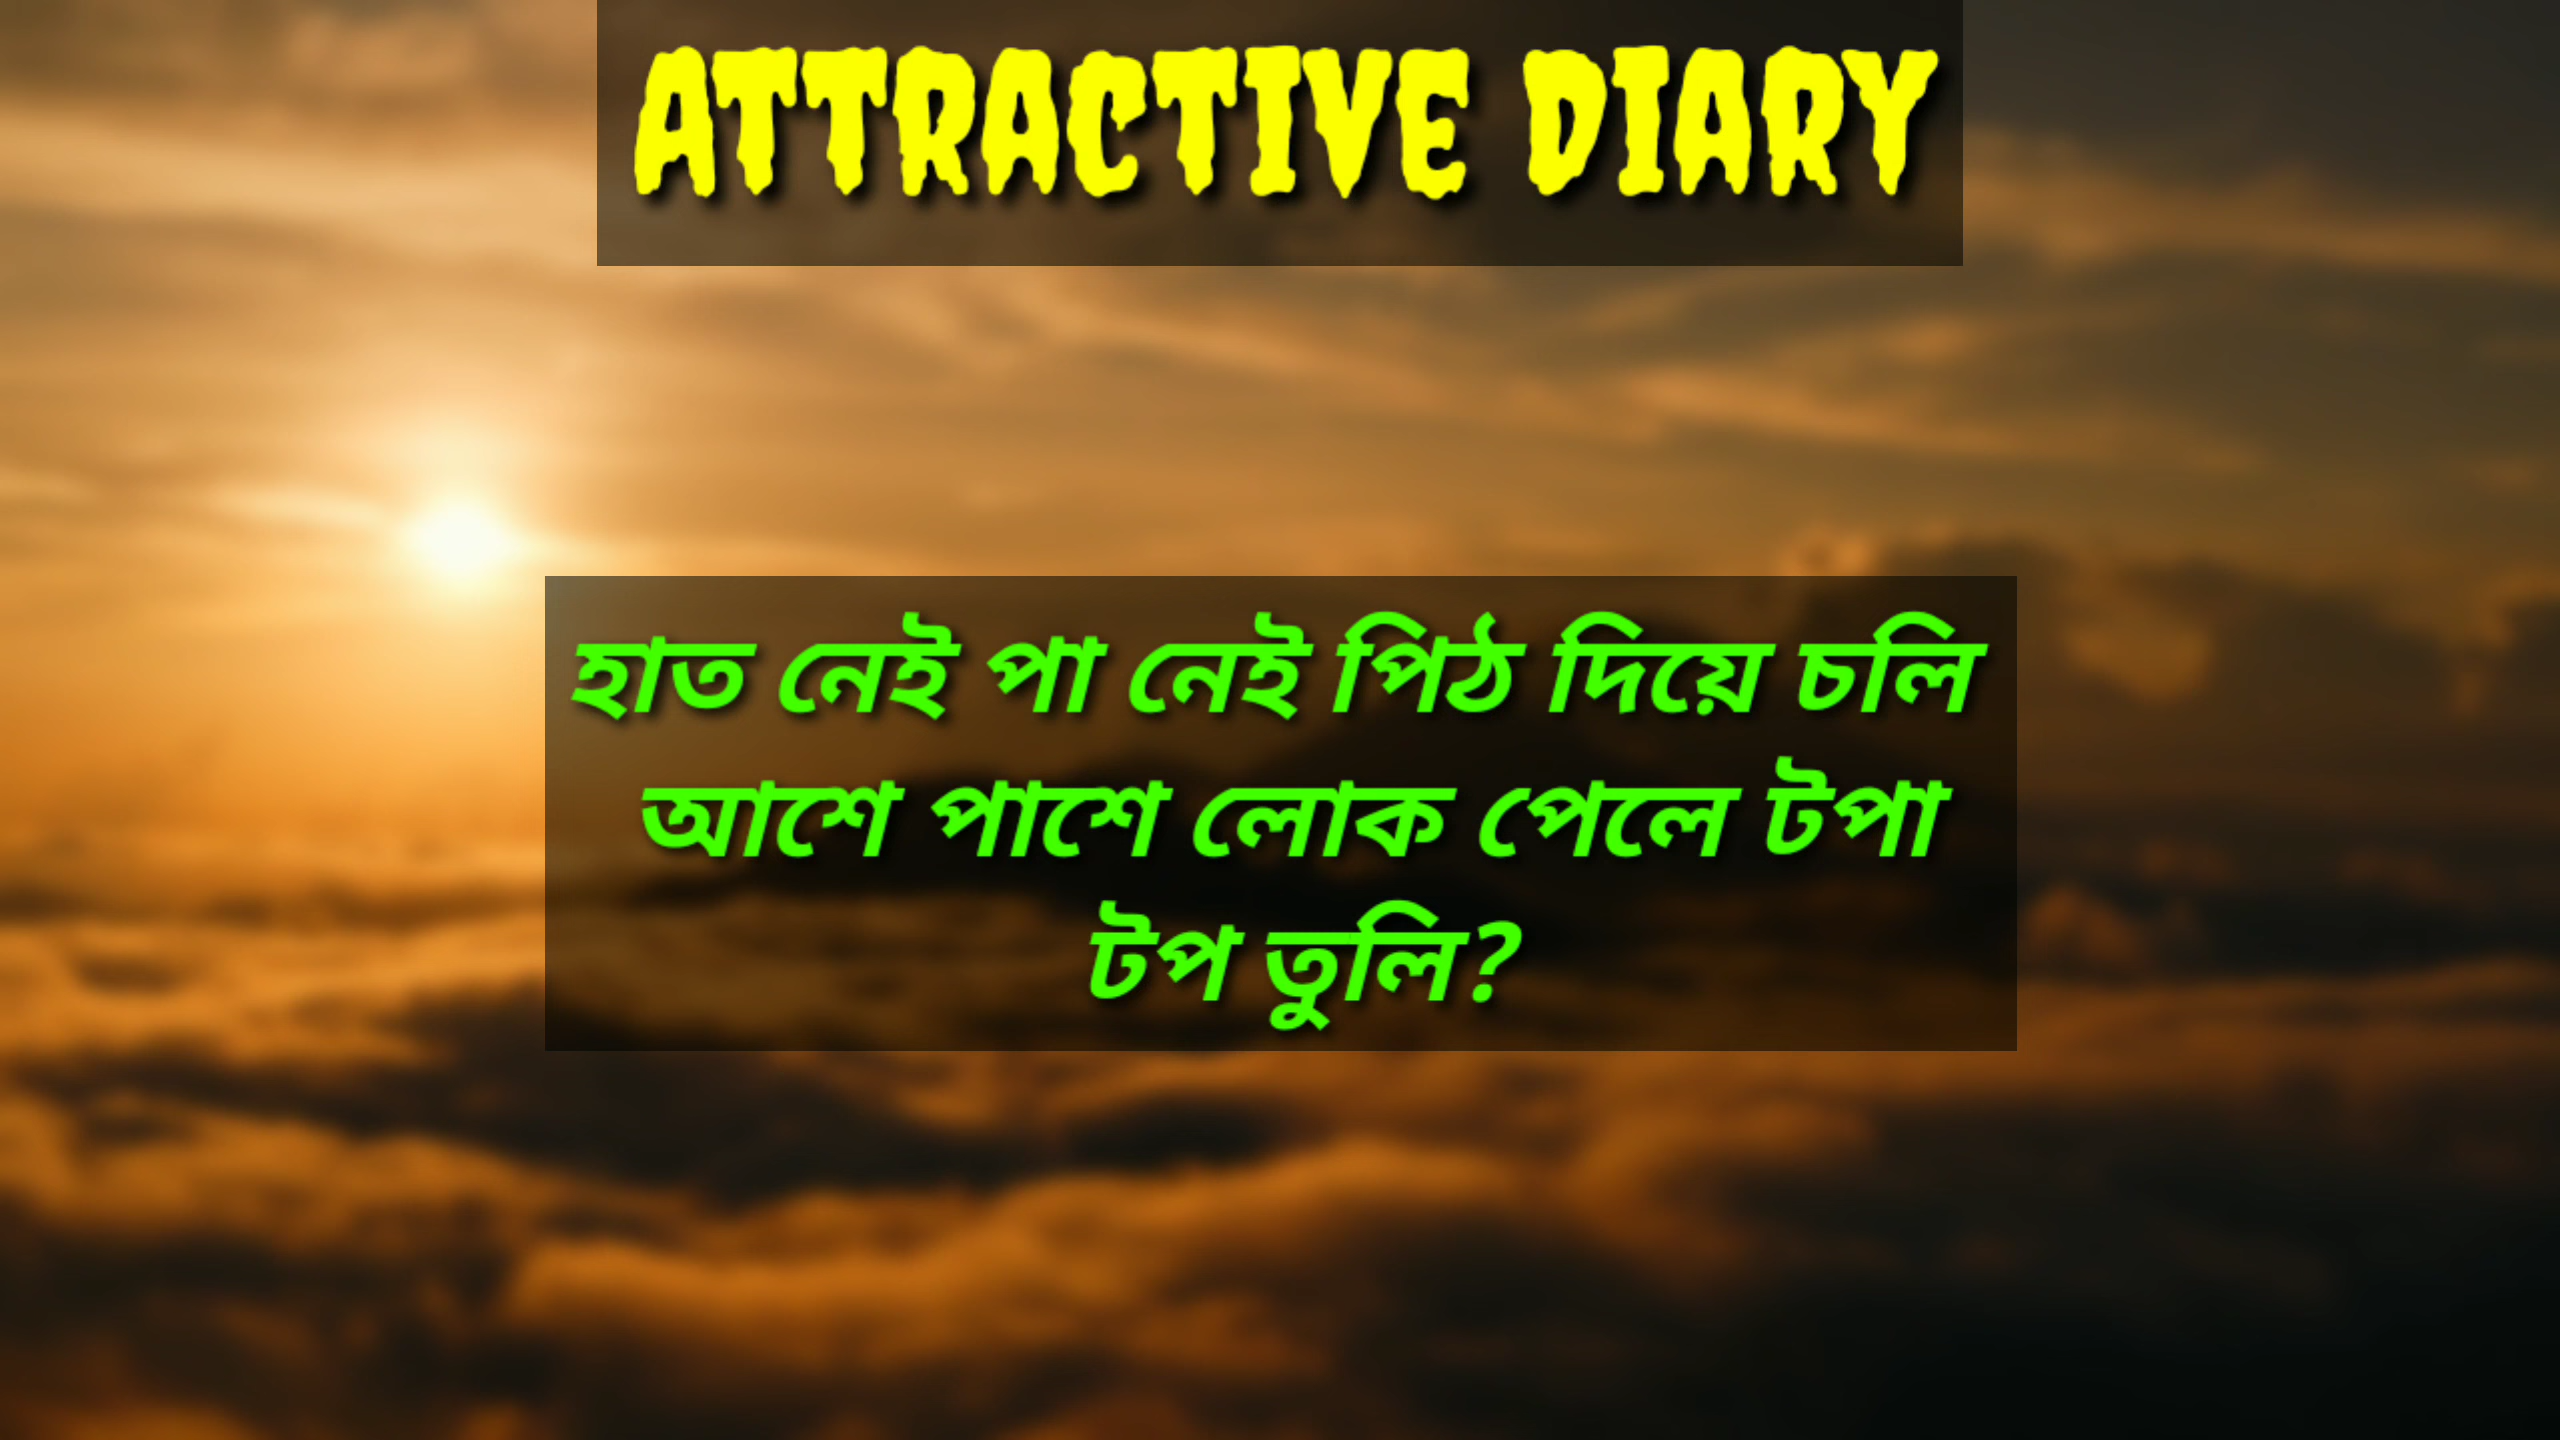 ATTRACTIVE DIARY
হাত নেই পা নেই পিঠ দিয়ে চলি
আশে পাশে লোক পেলে টপা
টপ তুলি?